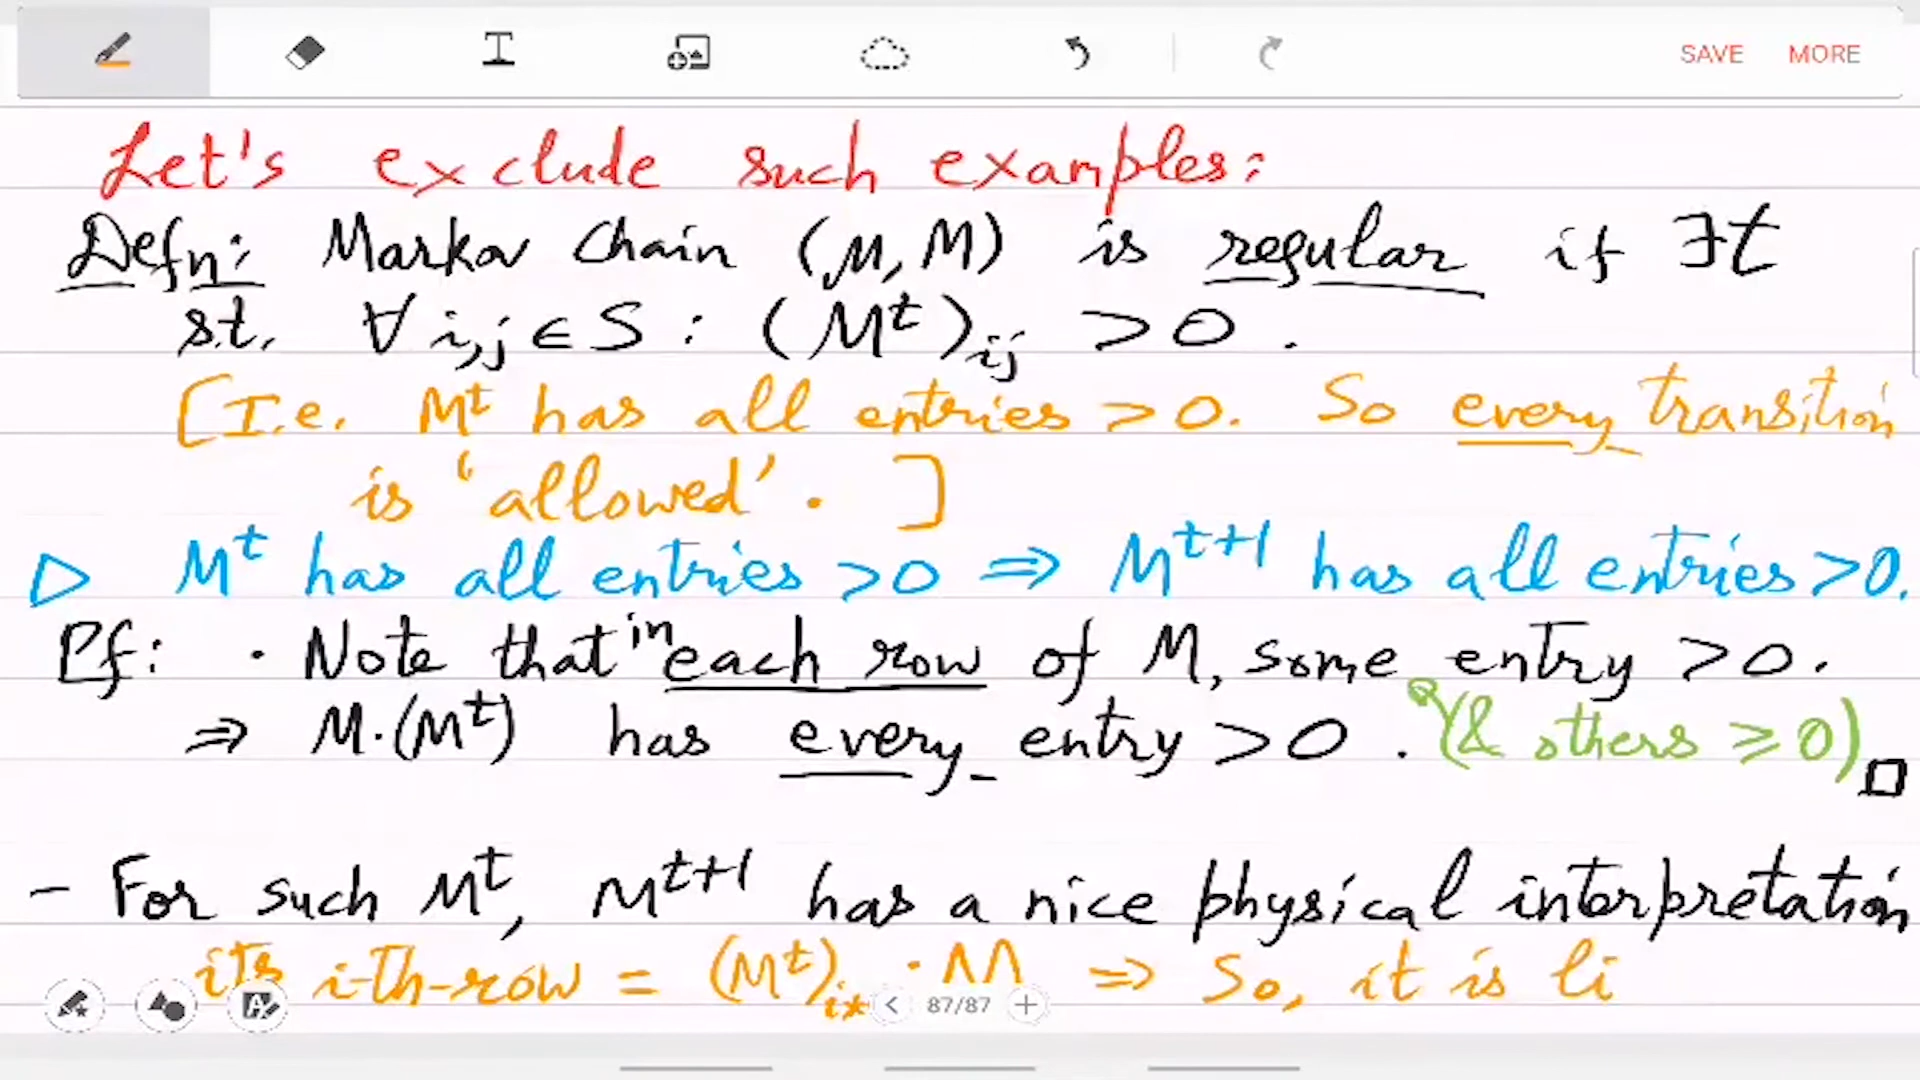 SAVE MORE
Let's exclude such examples:
Defn: Markov Chain (M, M) is regular if ∃t
s.t. ∀ i,j ∈ S : (M^t)_ij > 0 .
[I.e. M^t has all entries > 0. So every transition
is 'allowed'. ]
▷ M^t has all entries >0 ⇒ M^{t+1} has all entries >0.
Pf: · Note that in each row of M, some entry >0.
⇒ M·(M^t) has every entry >0 . (& others ≥ 0) □
- For such M^t, M^{t+1} has a nice physical interpretation
its i-th-row = (M^t)_{i*} · M ⇒ So, it is li
87/87